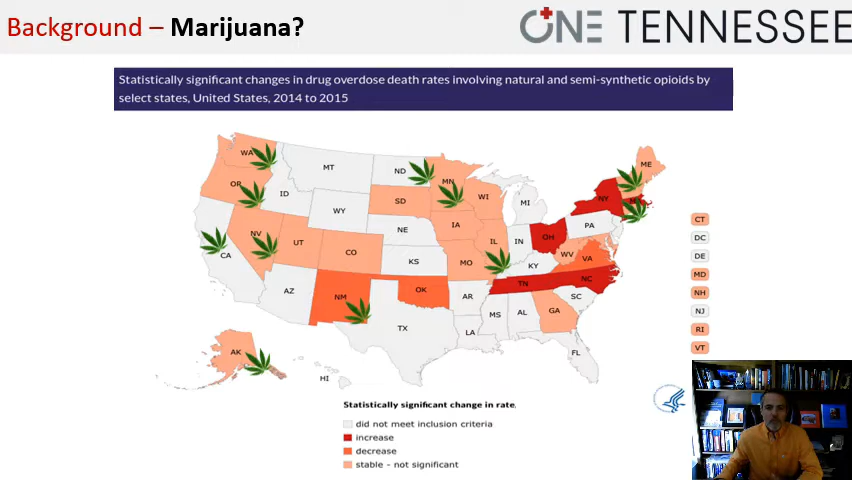 Background – Marijuana?
ONE TENNESSEE
Statistically significant changes in drug overdose death rates involving natural and semi-synthetic opioids by
select states, United States, 2014 to 2015
WA
MT
ND
MN
ME
OR
ID
SD
WI
MI
NY
MA
WY
IA
NE
PA
NV
UT
CO
IL
IN
OH
CA
KS
MO
WV
VA
KY
NC
TN
AZ
NM
OK
AR
SC
MS
AL
GA
TX
LA
FL
AK
HI
CT
DC
DE
MD
NH
NJ
RI
VT
Statistically significant change in rate.
did not meet inclusion criteria
increase
decrease
stable - not significant